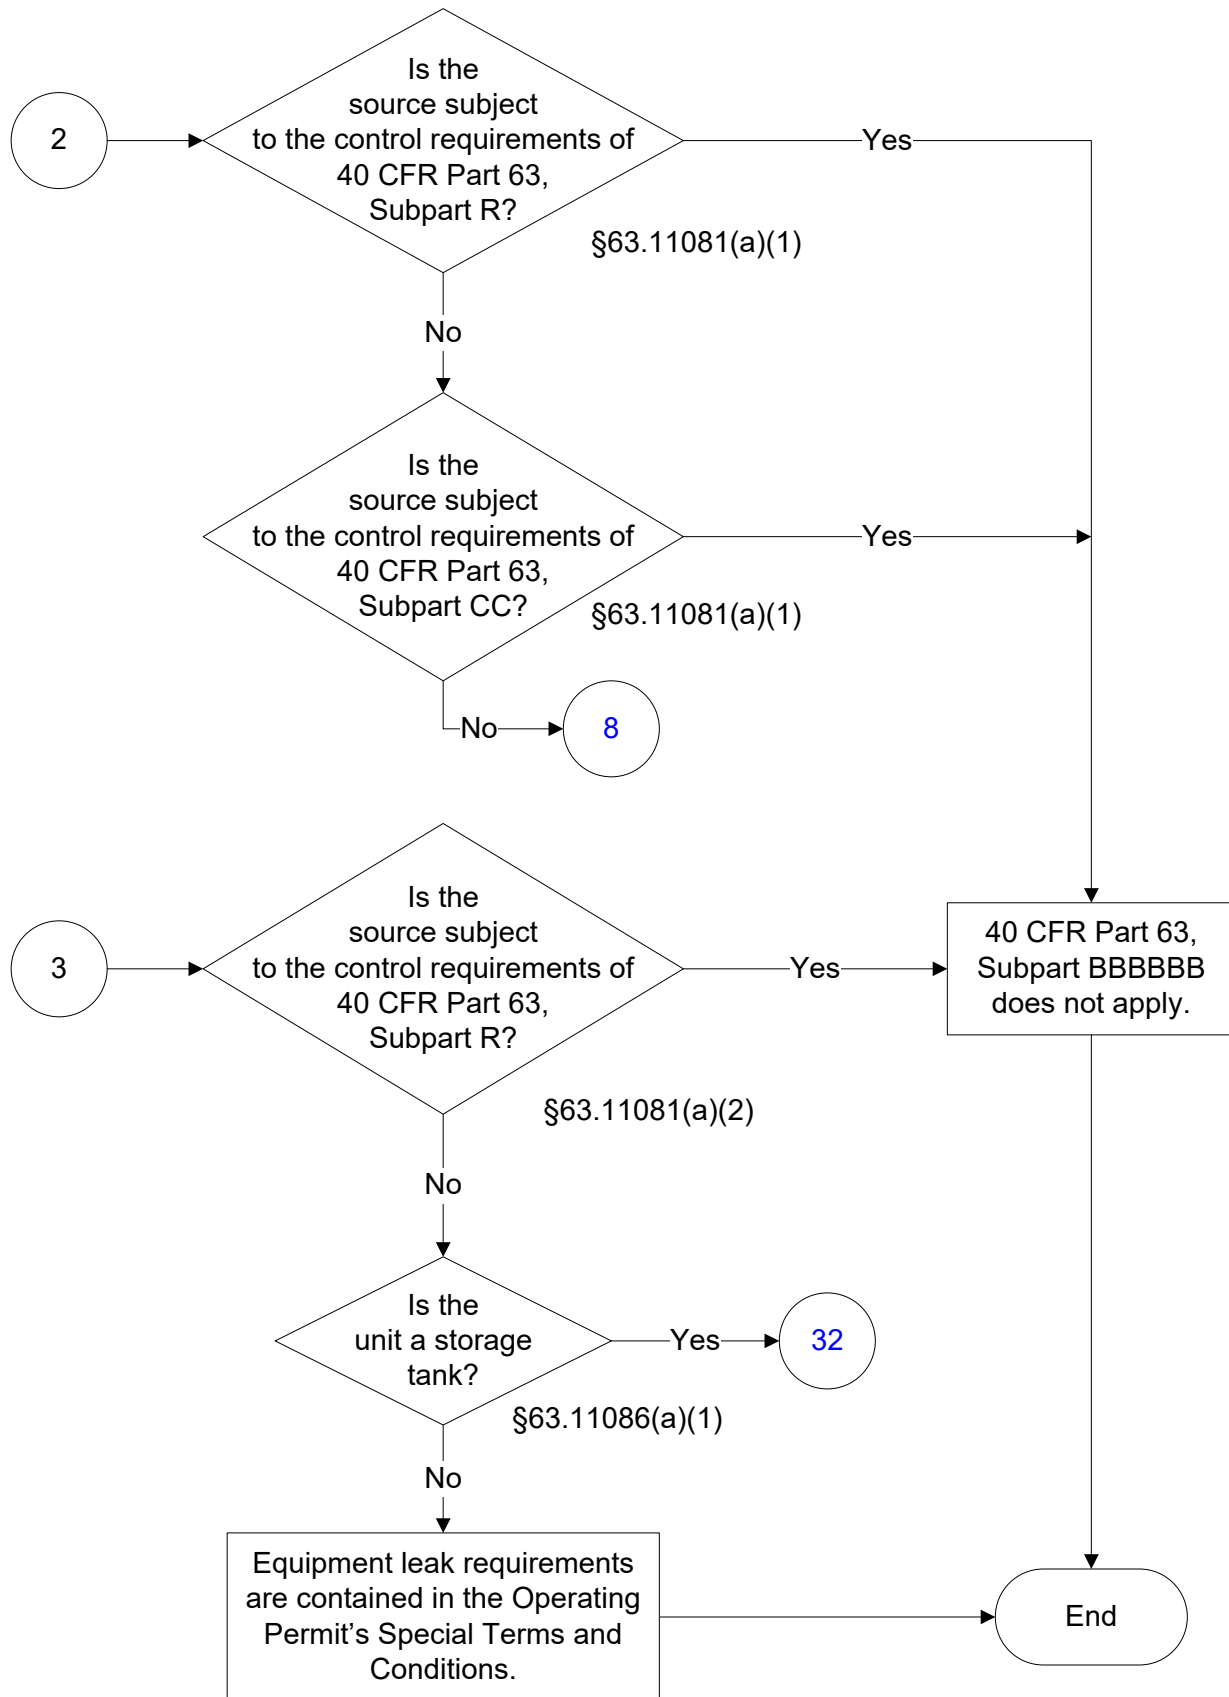 2
Is the
source subject
to the control requirements of
40 CFR Part 63,
Subpart R?
Yes
§63.11081(a)(1)
No
Is the
source subject
to the control requirements of
40 CFR Part 63,
Subpart CC?
Yes
§63.11081(a)(1)
No
8
3
Is the
source subject
to the control requirements of
40 CFR Part 63,
Subpart R?
Yes
40 CFR Part 63,
Subpart BBBBBB
does not apply.
§63.11081(a)(2)
No
Is the
unit a storage
tank?
Yes
32
§63.11086(a)(1)
No
Equipment leak requirements
are contained in the Operating
Permit’s Special Terms and
Conditions.
End